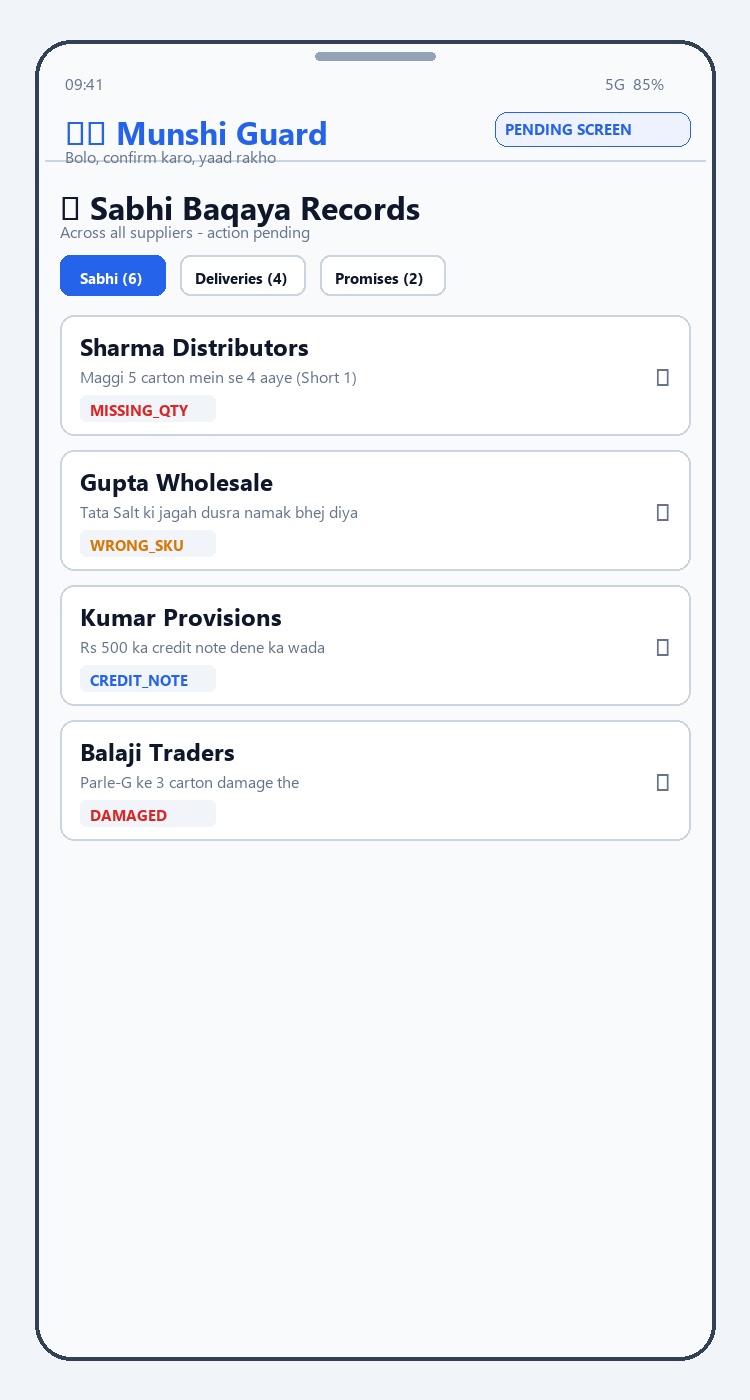 09:41
5G 85%
Munshi Guard
PENDING SCREEN
Bolo, confirm karo, yaad rakho
Sabhi Baqaya Records
Across all suppliers - action pending
Sabhi (6)
Deliveries (4)
Promises (2)
Sharma Distributors
Maggi 5 carton mein se 4 aaye (Short 1)
MISSING_QTY
Gupta Wholesale
Tata Salt ki jagah dusra namak bhej diya
WRONG_SKU
Kumar Provisions
Rs 500 ka credit note dene ka wada
CREDIT_NOTE
Balaji Traders
Parle-G ke 3 carton damage the
DAMAGED